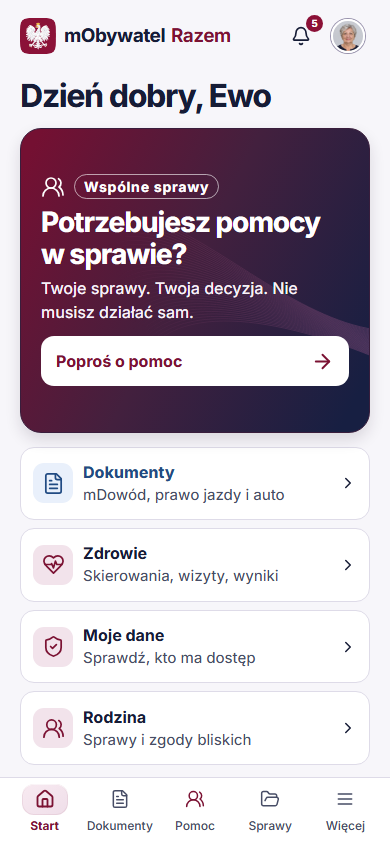 mObywatel Razem
5
Dzień dobry, Ewo
Wspólne sprawy
Potrzebujesz pomocy
w sprawie?
Twoje sprawy. Twoja decyzja. Nie
musisz działać sam.
Poproś o pomoc
Dokumenty
mDowód, prawo jazdy i auto
Zdrowie
Skierowania, wizyty, wyniki
Moje dane
Sprawdź, kto ma dostęp
Rodzina
Sprawy i zgody bliskich
Start
Dokumenty
Pomoc
Sprawy
Więcej